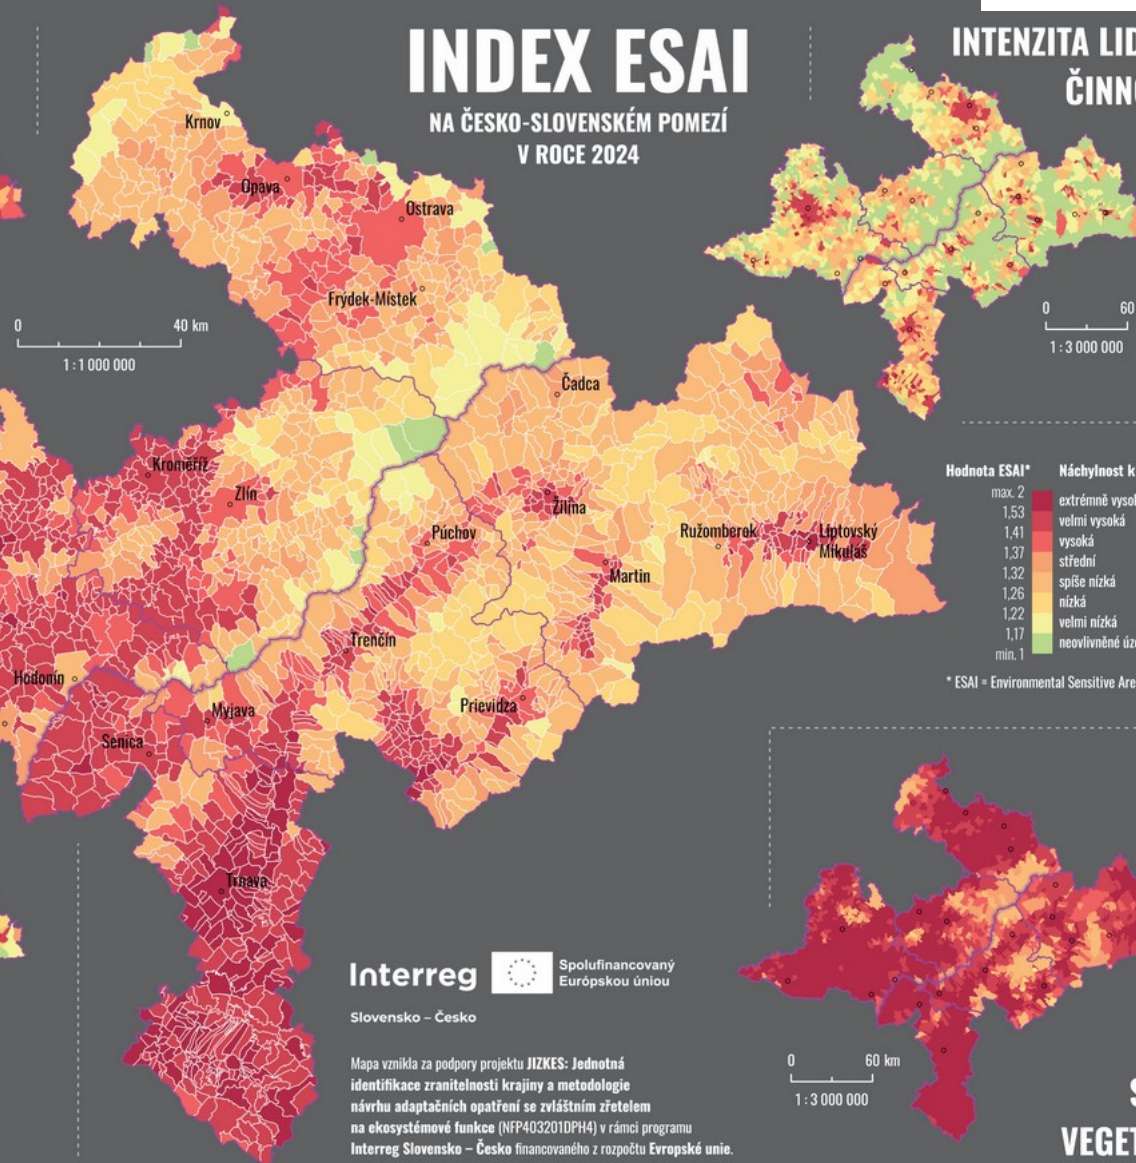 INDEX ESAI
NA ČESKO-SLOVENSKÉM POMEZÍ
V ROCE 2024
INTENZITA LID
ČINNO
Krnov
Opava
Ostrava
Frýdek-Místek
0 40 km
1 : 1 000 000
0 60
1 : 3 000 000
Čadca
Kroměříž
Zlín
Žilina
Púchov
Ružomberok
Liptovský
Mikuláš
Martin
Trenčín
Hodonín
Myjava
Prievidza
Senica
Trnava
Hodnota ESAI* Náchylnost k
max. 2
extrémně vysok
1,53
velmi vysoká
1,41
vysoká
1,37
střední
1,32
spíše nízká
1,26
nízká
1,22
velmi nízká
1,17
neovlivněné úze
min. 1
* ESAI = Environmental Sensitive Are
Interreg
Spolufinancovaný
Európskou úniou
Slovensko – Česko
Mapa vznikla za podpory projektu JIZKES: Jednotná
identifikace zranitelnosti krajiny a metodologie
návrhu adaptačních opatření se zvláštním zřetelem
na ekosystémové funkce (NFP403201DPH4) v rámci programu
Interreg Slovensko – Česko financovaného z rozpočtu Evropské unie.
0 60 km
1 : 3 000 000
VEGET